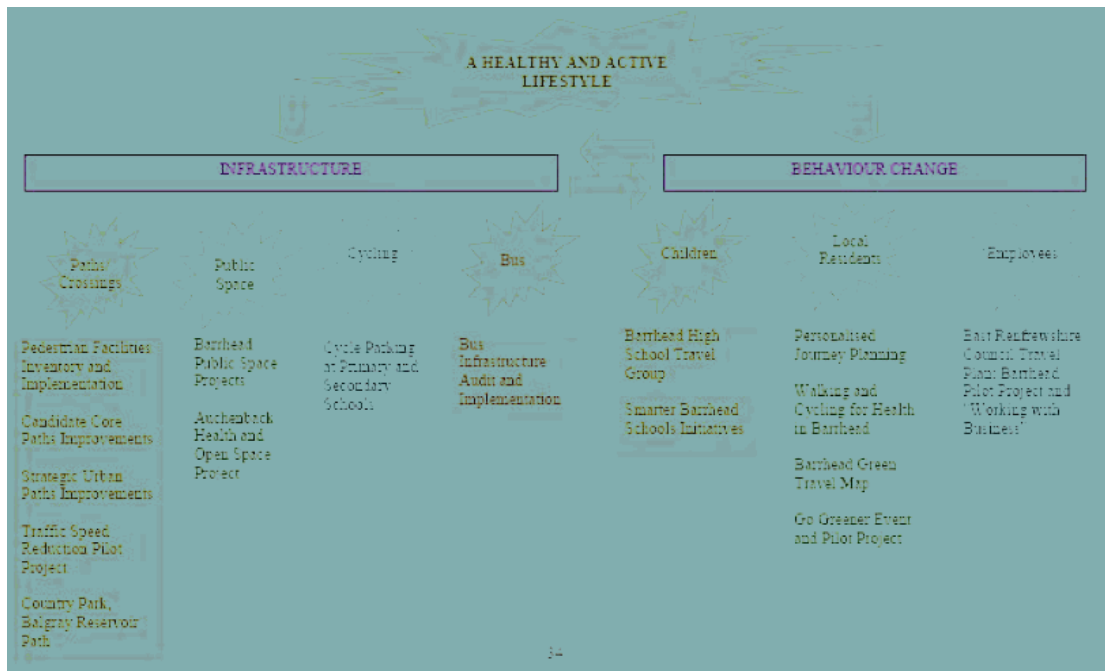 A HEALTHY AND ACTIVE
LIFESTYLE
INFRASTRUCTURE
BEHAVIOUR CHANGE
Paths/
Crossings
Public
Space
Cycling
Bus
Children
Local
Residents
Employees
Pedestrian Facilities
Inventory and
Implementation
Candidate Core
Paths Improvements
Strategic Urban
Paths Improvements
Traffic Speed
Reduction Pilot
Project
Country Park,
Balgray Reservoir
Path
Barrhead
Public Space
Projects
Auchenback
Health and
Open Space
Project
Cycle Parking
at Primary and
Secondary
Schools
Bus
Infrastructure
Audit and
Implementation
Barrhead High
School Travel
Group
Smarter Barrhead
Schools Initiatives
Personalised
Journey Planning
Walking and
Cycling for Health
in Barrhead
Barrhead Green
Travel Map
Go Greener Event
and Pilot Project
East Renfrewshire
Council Travel
Plan: Barrhead
Pilot Project and
"Working with
Business"
34